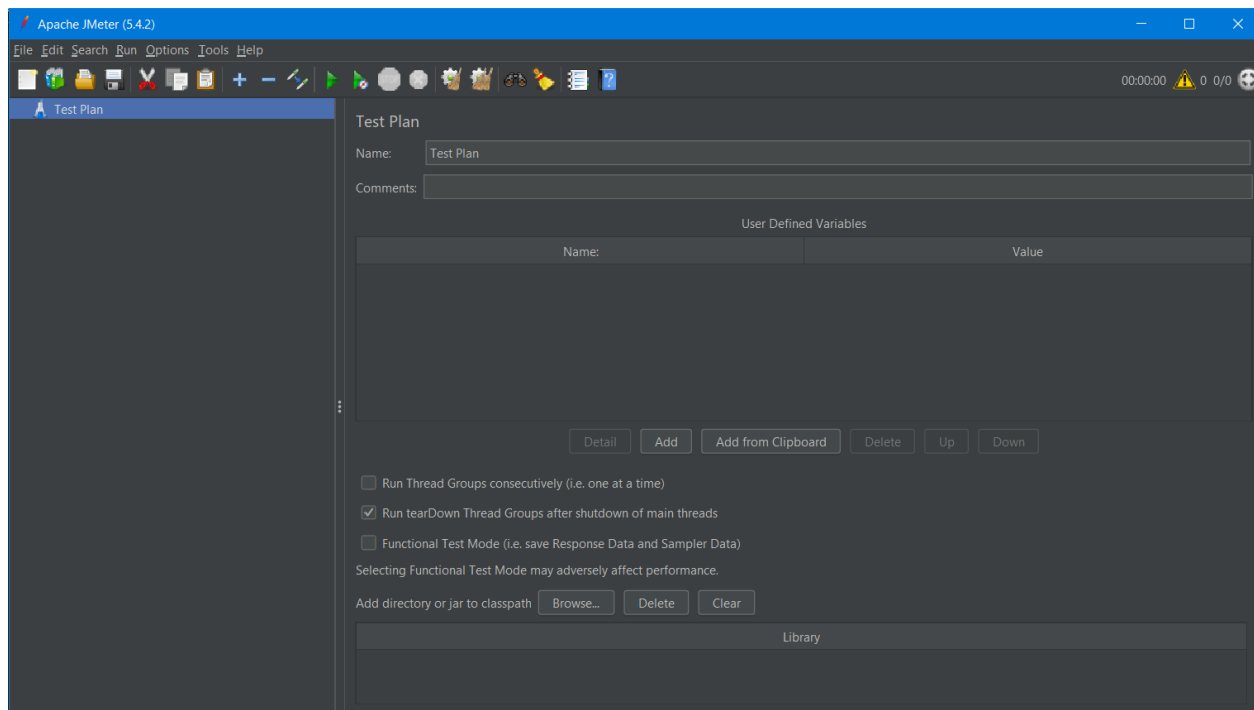 Apache JMeter (5.4.2)
File Edit Search Run Options Tools Help
00:00:00 0 0/0
Test Plan
Test Plan
Name: Test Plan
Comments:
User Defined Variables
Name: Value
Detail Add Add from Clipboard Delete Up Down
Run Thread Groups consecutively (i.e. one at a time)
Run tearDown Thread Groups after shutdown of main threads
Functional Test Mode (i.e. save Response Data and Sampler Data)
Selecting Functional Test Mode may adversely affect performance.
Add directory or jar to classpath Browse... Delete Clear
Library